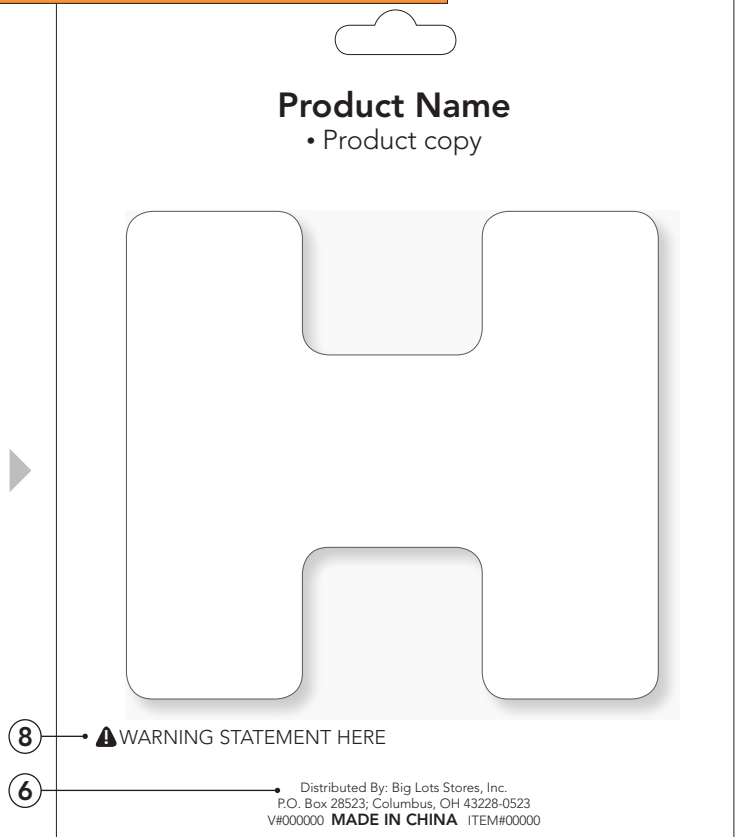 Product Name
• Product copy
8 WARNING STATEMENT HERE
6 Distributed By: Big Lots Stores, Inc.
P.O. Box 28523; Columbus, OH 43228-0523
V#000000 MADE IN CHINA ITEM#00000